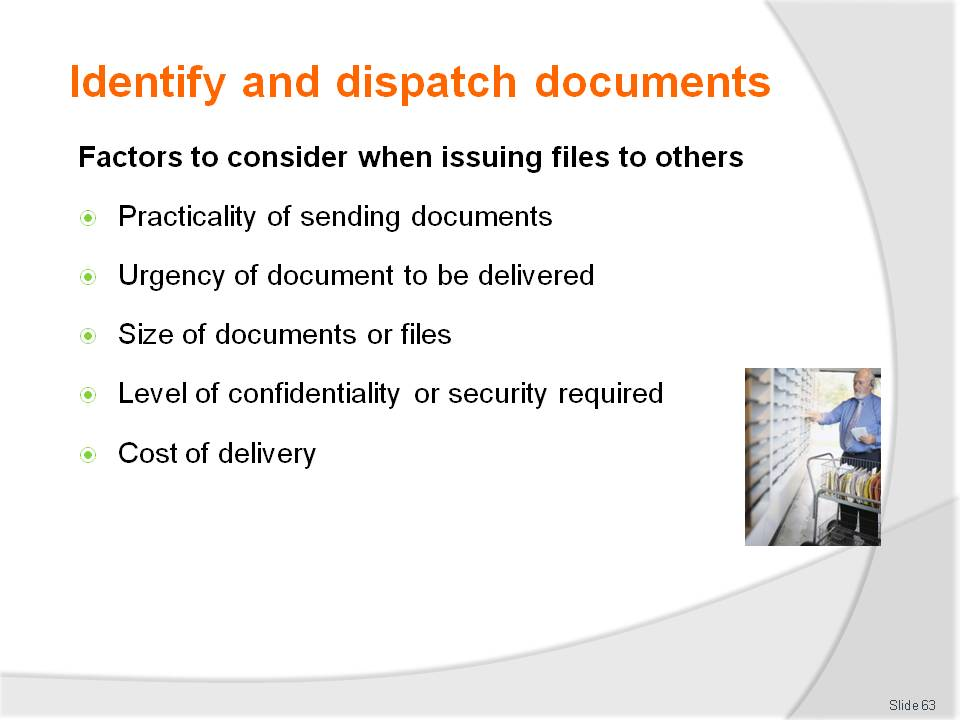 Identify and dispatch documents
Factors to consider when issuing files to others
Practicality of sending documents
Urgency of document to be delivered
Size of documents or files
Level of confidentiality or security required
Cost of delivery
Slide 63